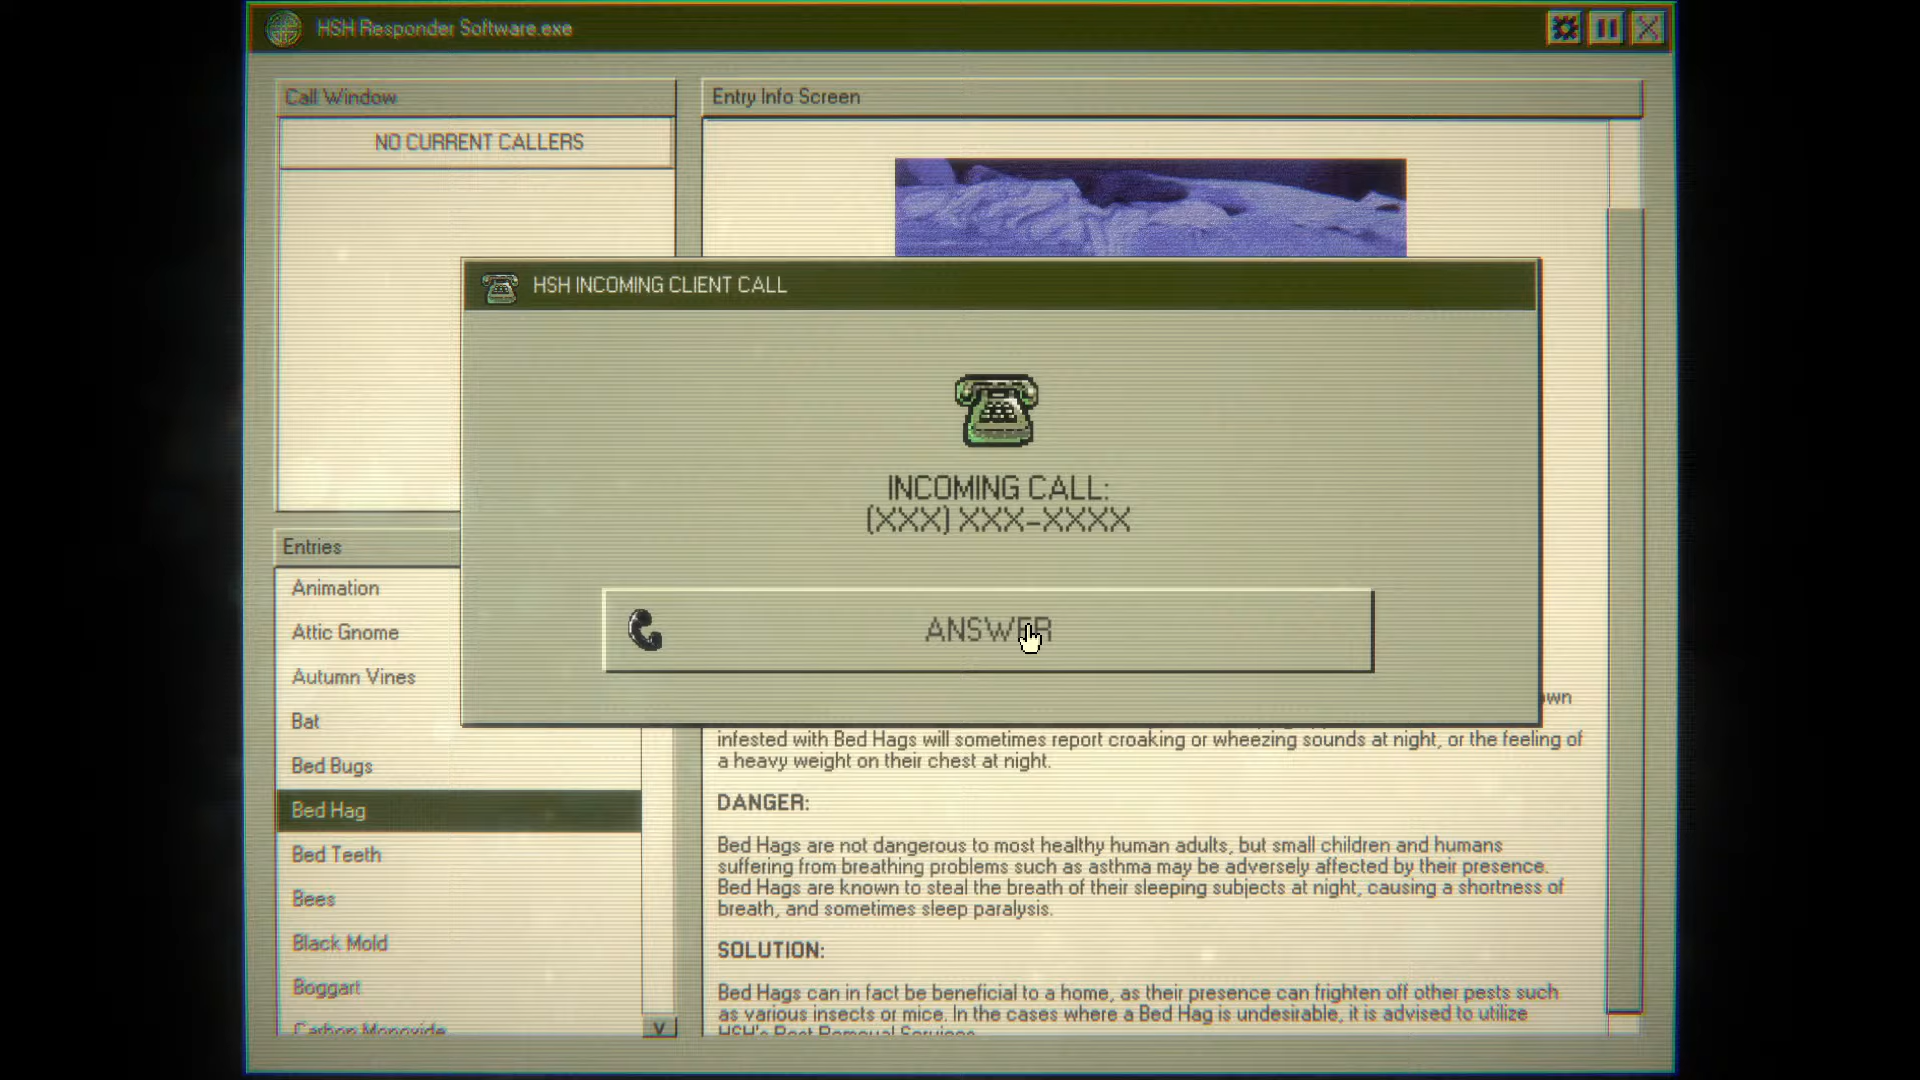 HSH Responder Software.exe
Call Window
NO CURRENT CALLERS
Entry Info Screen
HSH INCOMING CLIENT CALL
INCOMING CALL:
(XXX) XXX-XXXX
ANSWER
Entries
Animation
Attic Gnome
Autumn Vines
Bat
Bed Bugs
Bed Hag
Bed Teeth
Bees
Black Mold
Boggart
Carbon Monoxide
V
infested with Bed Hags will sometimes report croaking or wheezing sounds at night, or the feeling of
a heavy weight on their chest at night.
DANGER:
Bed Hags are not dangerous to most healthy human adults, but small children and humans
suffering from breathing problems such as asthma may be adversely affected by their presence.
Bed Hags are known to steal the breath of their sleeping subjects at night, causing a shortness of
breath, and sometimes sleep paralysis.
SOLUTION:
Bed Hags can in fact be beneficial to a home, as their presence can frighten off other pests such
as various insects or mice. In the cases where a Bed Hag is undesirable, it is advised to utilize
HSH's Pest Removal Services